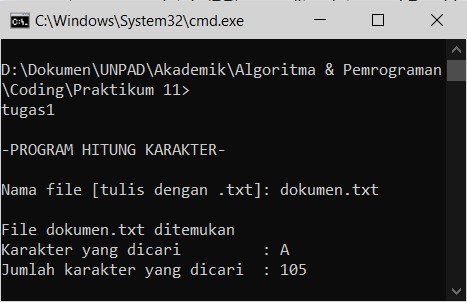 C:\Windows\System32\cmd.exe
D:\Dokumen\UNPAD\Akademik\Algoritma & Pemrograman
\Coding\Praktikum 11>
tugas1
-PROGRAM HITUNG KARAKTER-
Nama file [tulis dengan .txt]: dokumen.txt
File dokumen.txt ditemukan
Karakter yang dicari : A
Jumlah karakter yang dicari : 105